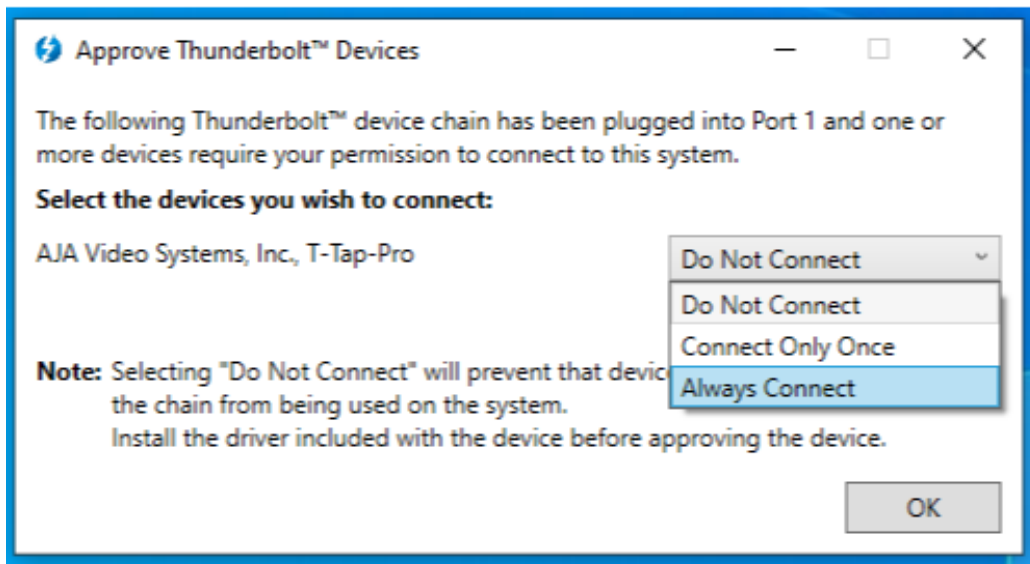 Approve Thunderbolt™ Devices
The following Thunderbolt™ device chain has been plugged into Port 1 and one or
more devices require your permission to connect to this system.
Select the devices you wish to connect:
AJA Video Systems, Inc., T-Tap-Pro
Do Not Connect
Do Not Connect
Connect Only Once
Always Connect
Note: Selecting "Do Not Connect" will prevent that
the chain from being used on the system.
Install the driver included with the device before approving the device.
OK